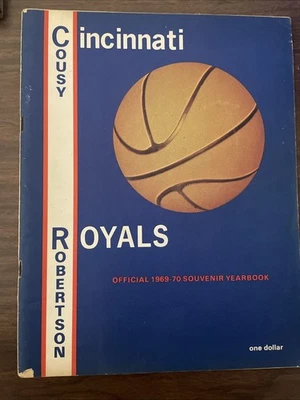 Cincinnati
COUSY
ROYALS
ROBERTSON
OFFICIAL 1969-70 SOUVENIR YEARBOOK
one dollar